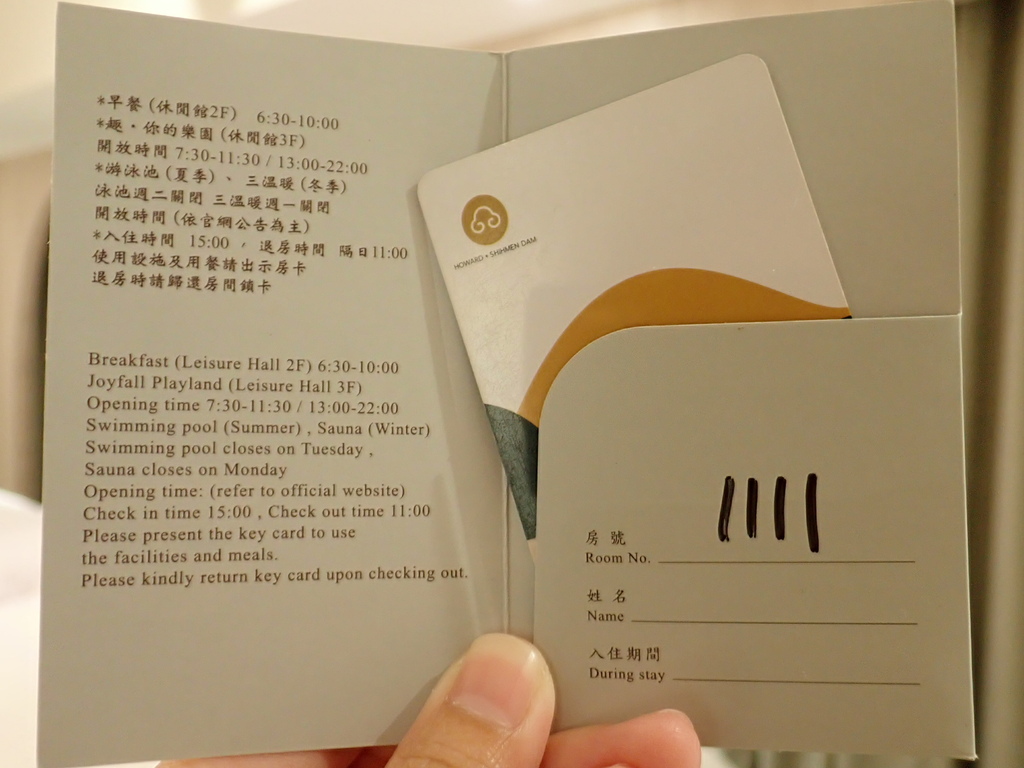 *早餐(休閒館2F) 6:30-10:00
*趣・你的樂園(休閒館3F)
開放時間 7:30-11:30 / 13:00-22:00
*游泳池(夏季)、三溫暖(冬季)
泳池週二關閉 三溫暖週一關閉
開放時間(依官網公告為主)
*入住時間 15:00 , 退房時間 隔日11:00
使用設施及用餐請出示房卡
退房時請歸還房間鎖卡
Breakfast (Leisure Hall 2F) 6:30-10:00
Joyfall Playland (Leisure Hall 3F)
Opening time 7:30-11:30 / 13:00-22:00
Swimming pool (Summer) , Sauna (Winter)
Swimming pool closes on Tuesday ,
Sauna closes on Monday
Opening time: (refer to official website)
Check in time 15:00 , Check out time 11:00
Please present the key card to use
the facilities and meals.
Please kindly return key card upon checking out.
HOWARD • SHIHMEN DAM
房號
Room No. 1111
姓名
Name
入住期間
During stay